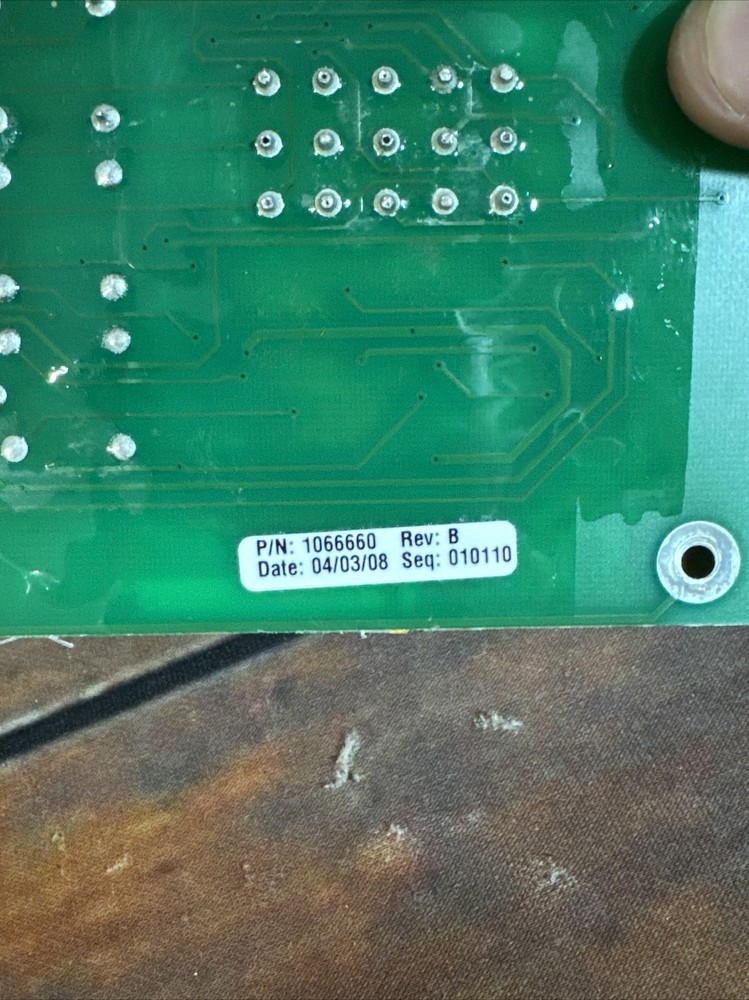 P/N: 1066660 Rev: B
Date: 04/03/08 Seq: 010110